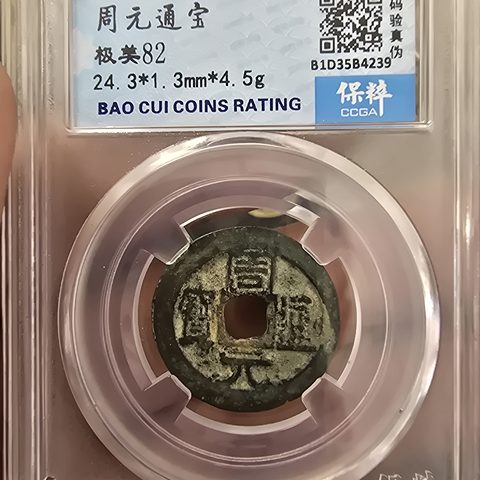 周元通宝
极美82
24.3*1.3mm*4.5g
BAO CUI COINS RATING
码验真伪
B1D35B4239
保粹
CCGA
周元通寳